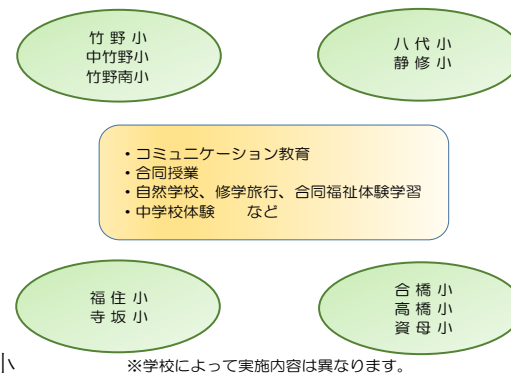 竹 野 小
中竹野小
竹野南小
八 代 小
静 修 小
・コミュニケーション教育
・合同授業
・自然学校、修学旅行、合同福祉体験学習
・中学校体験　　など
福 住 小
寺 坂 小
合 橋 小
高 橋 小
資 母 小
小
※学校によって実施内容は異なります。